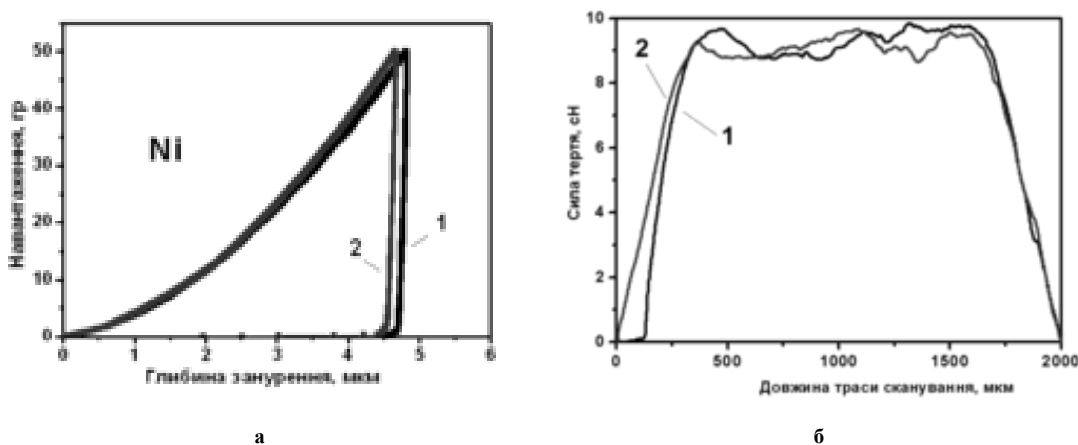 50
40
30
20
10
0
Навантаження, гр
Ni
2
1
0 1 2 3 4 5 6
Глибина занурення, мкм
а
10
8
6
4
2
0
Сила тертя, сН
2
1
0 500 1000 1500 2000
Довжина траси сканування, мкм
б